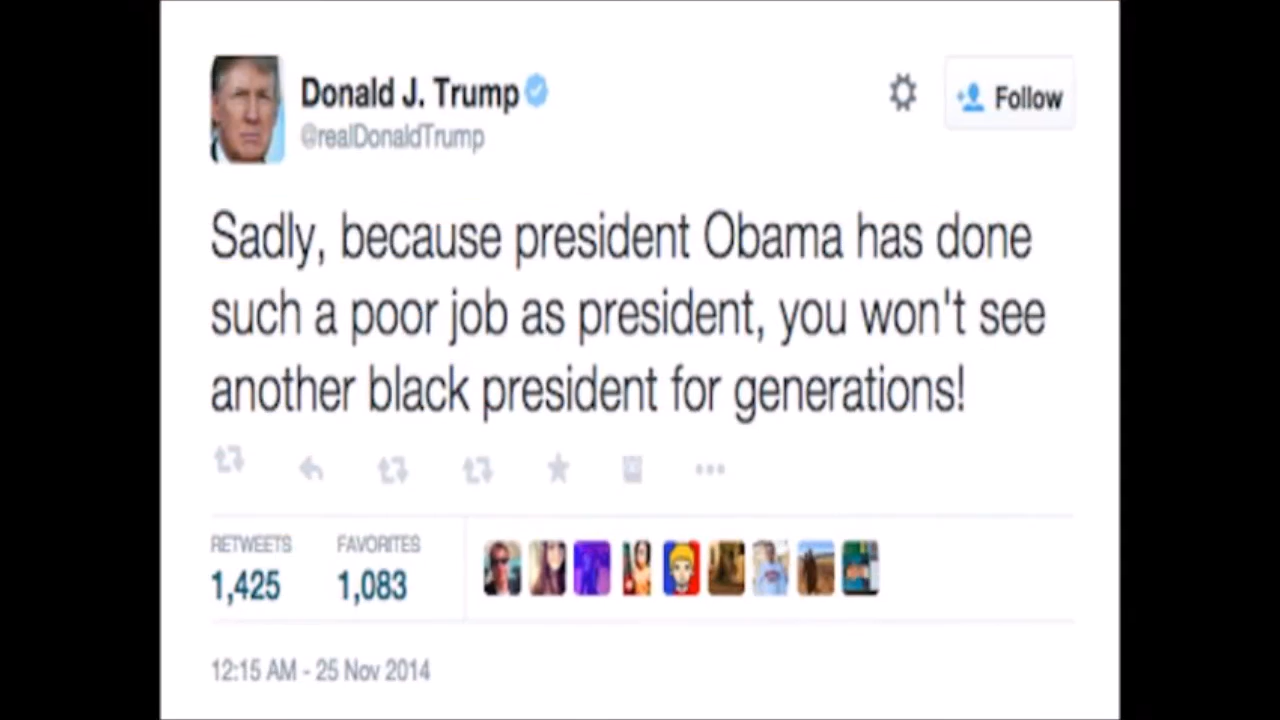 Donald J. Trump
@realDonaldTrump
Follow
Sadly, because president Obama has done
such a poor job as president, you won't see
another black president for generations!
RETWEETS FAVORITES
1,425 1,083
12:15 AM - 25 Nov 2014